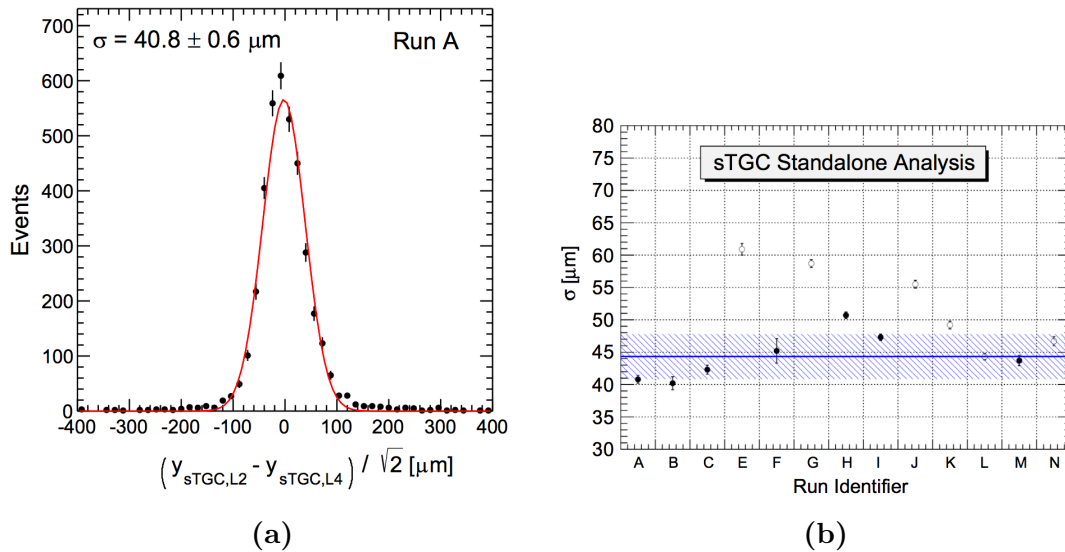 σ = 40.8 ± 0.6 μm
Run A
Events
700
600
500
400
300
200
100
0
-400 -300 -200 -100 0 100 200 300 400
(y_sTGC,L2 - y_sTGC,L4) / √2 [μm]
(a)
sTGC Standalone Analysis
σ [μm]
80
75
70
65
60
55
50
45
40
35
30
A B C E F G H I J K L M N
Run Identifier
(b)